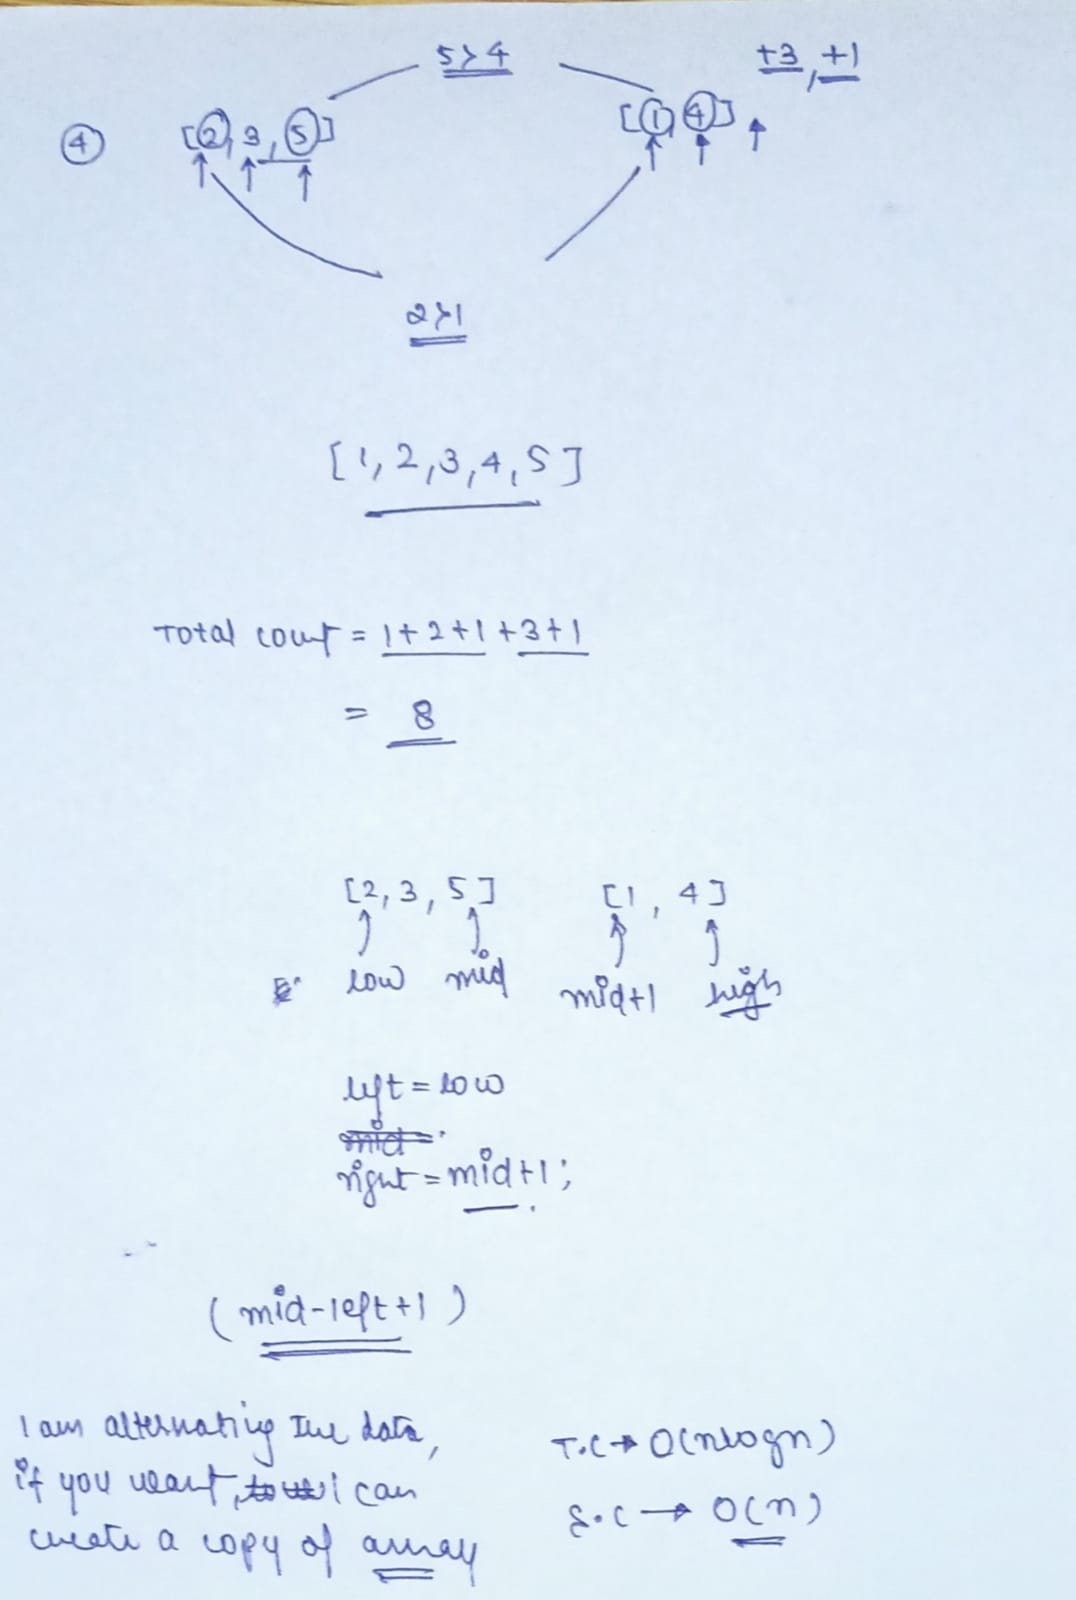 5>4
+3, +1
④ [2, 3, 5] [1, 4]
2>1
[1, 2, 3, 4, 5]
Total count = 1+2+1+3+1
= 8
[2, 3, 5] [1, 4]
low mid mid+1 high
left = low
mid =
right = mid+1;
(mid-left+1)
I am alternating the data,
if you want, I can
create a copy of array
T.C → O(nlogn)
S.C → O(n)